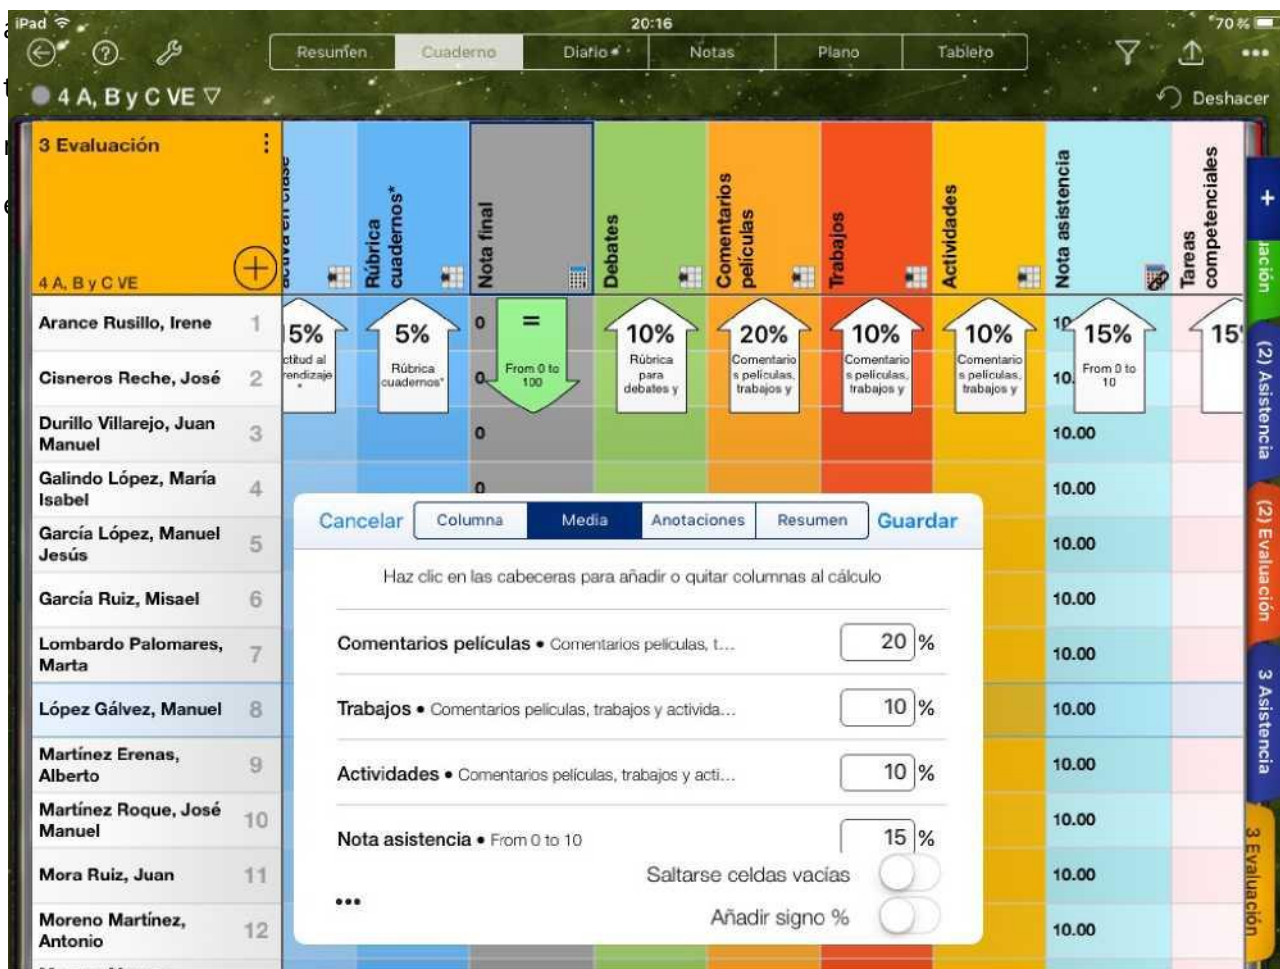 iPad
20:16
70 %
Resumen
Cuaderno
Diario
Notas
Plano
Tablero
4 A, B y C VE
Deshacer
3 Evaluación
4 A, B y C VE
activa en clase
Rúbrica
cuadernos*
Nota final
Debates
Comentarios
películas
Trabajos
Actividades
Nota asistencia
Tareas
competenciales
+
(2) Asistencia
(2) Evaluación
3 Asistencia
3 Evaluación
5%
5%
Rúbrica
cuadernos*
=
From 0 to
100
10%
Rúbrica
para
debates y
20%
Comentario
s películas,
trabajos y
10%
Comentario
s películas,
trabajos y
10%
Comentario
s películas,
trabajos y
15%
From 0 to
10
15
Arance Rusillo, Irene 1 0
Cisneros Reche, José 2 0
Durillo Villarejo, Juan
Manuel 3 0 10.00
Galindo López, María
Isabel 4 0 10.00
García López, Manuel
Jesús 5 10.00
García Ruiz, Misael 6 10.00
Lombardo Palomares,
Marta 7 10.00
López Gálvez, Manuel 8 10.00
Martínez Erenas,
Alberto 9 10.00
Martínez Roque, José
Manuel 10 10.00
Mora Ruiz, Juan 11 10.00
Moreno Martínez,
Antonio 12 10.00
Cancelar
Columna
Media
Anotaciones
Resumen
Guardar
Haz clic en las cabeceras para añadir o quitar columnas al cálculo
Comentarios películas • Comentarios películas, t... 20 %
Trabajos • Comentarios películas, trabajos y activida... 10 %
Actividades • Comentarios películas, trabajos y acti... 10 %
Nota asistencia • From 0 to 10 15 %
Saltarse celdas vacías
Añadir signo %